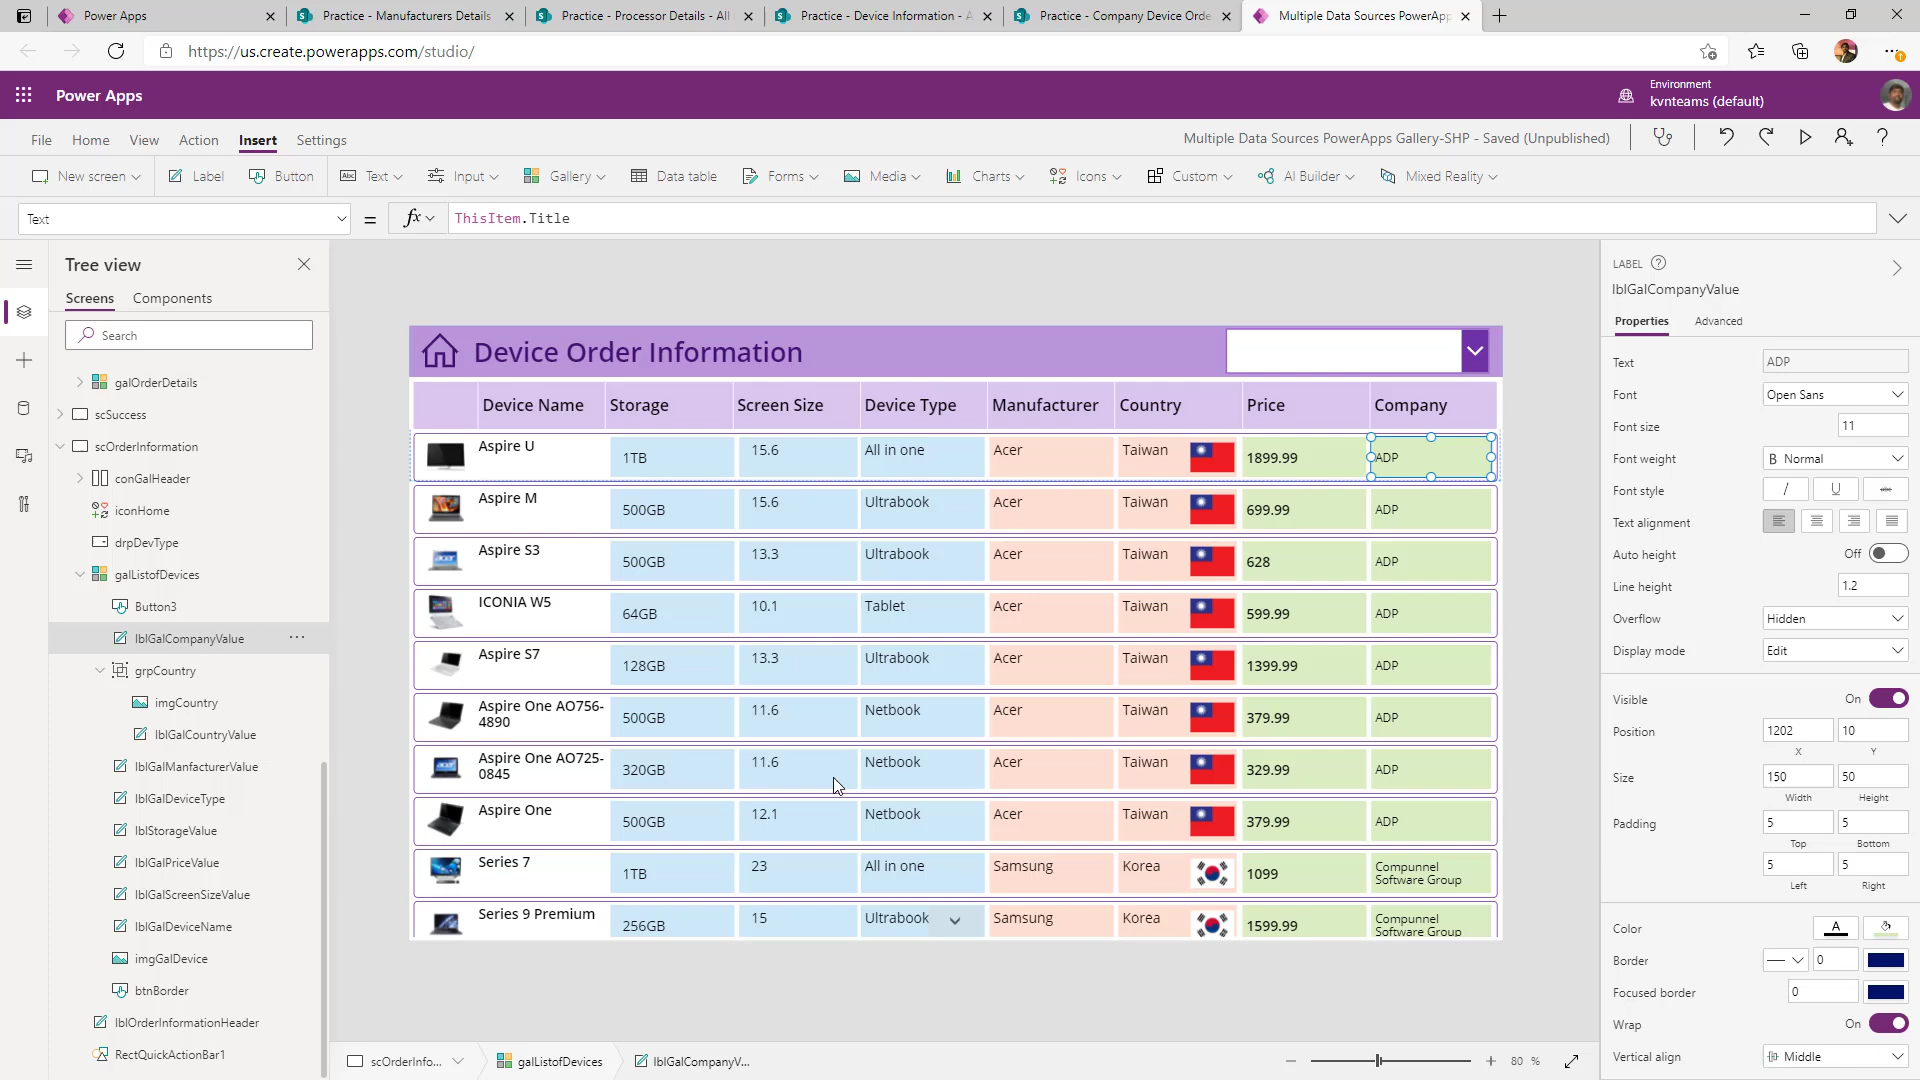 Power Apps
Practice - Manufacturers Details
Practice - Processor Details - All
Practice - Device Information - A
Practice - Company Device Orde
Multiple Data Sources PowerApp
https://us.create.powerapps.com/studio/
Power Apps
Environment
kvnteams (default)
File
Home
View
Action
Insert
Settings
Multiple Data Sources PowerApps Gallery-SHP - Saved (Unpublished)
New screen
Label
Button
Abc Text
Input
Gallery
Data table
Forms
Media
Charts
Icons
Custom
AI Builder
Mixed Reality
Text
=
fx
ThisItem.Title
Tree view
Screens
Components
Search
galOrderDetails
scSuccess
scOrderInformation
conGalHeader
iconHome
drpDevType
galListofDevices
Button3
lblGalCompanyValue
grpCountry
imgCountry
lblGalCountryValue
lblGalManfacturerValue
lblGalDeviceType
lblStorageValue
lblGalPriceValue
lblGalScreenSizeValue
lblGalDeviceName
imgGalDevice
btnBorder
lblOrderInformationHeader
RectQuickActionBar1
Device Order Information
Device Name Storage Screen Size Device Type Manufacturer Country Price Company
Aspire U 1TB 15.6 All in one Acer Taiwan 1899.99 ADP
Aspire M 500GB 15.6 Ultrabook Acer Taiwan 699.99 ADP
Aspire S3 500GB 13.3 Ultrabook Acer Taiwan 628 ADP
ICONIA W5 64GB 10.1 Tablet Acer Taiwan 599.99 ADP
Aspire S7 128GB 13.3 Ultrabook Acer Taiwan 1399.99 ADP
Aspire One AO756-
4890 500GB 11.6 Netbook Acer Taiwan 379.99 ADP
Aspire One AO725-
0845 320GB 11.6 Netbook Acer Taiwan 329.99 ADP
Aspire One 500GB 12.1 Netbook Acer Taiwan 379.99 ADP
Series 7 1TB 23 All in one Samsung Korea 1099 Compunnel
Software Group
Series 9 Premium 256GB 15 Ultrabook Samsung Korea 1599.99 Compunnel
Software Group
scOrderInfo...
galListofDevices
lblGalCompanyV...
80 %
LABEL
lblGalCompanyValue
Properties
Advanced
Text ADP
Font Open Sans
Font size 11
Font weight B Normal
Font style / U abc
Text alignment
Auto height Off
Line height 1.2
Overflow Hidden
Display mode Edit
Visible On
Position 1202 10
X Y
Size 150 50
Width Height
Padding 5 5
Top Bottom
5 5
Left Right
Color A
Border 0
Focused border 0
Wrap On
Vertical align Middle